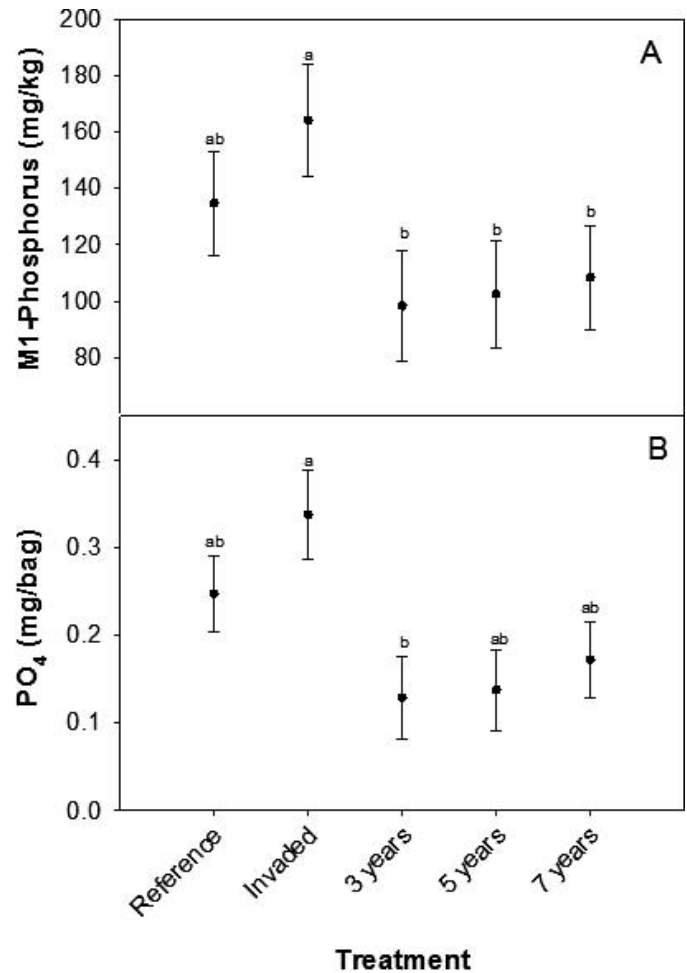 200
A
180
160
140
120
100
80
M1-Phosphorus (mg/kg)
ab
a
b
b
b
B
0.4
0.3
0.2
0.1
0.0
PO₄ (mg/bag)
ab
a
b
ab
ab
Reference
Invaded
3 years
5 years
7 years
Treatment